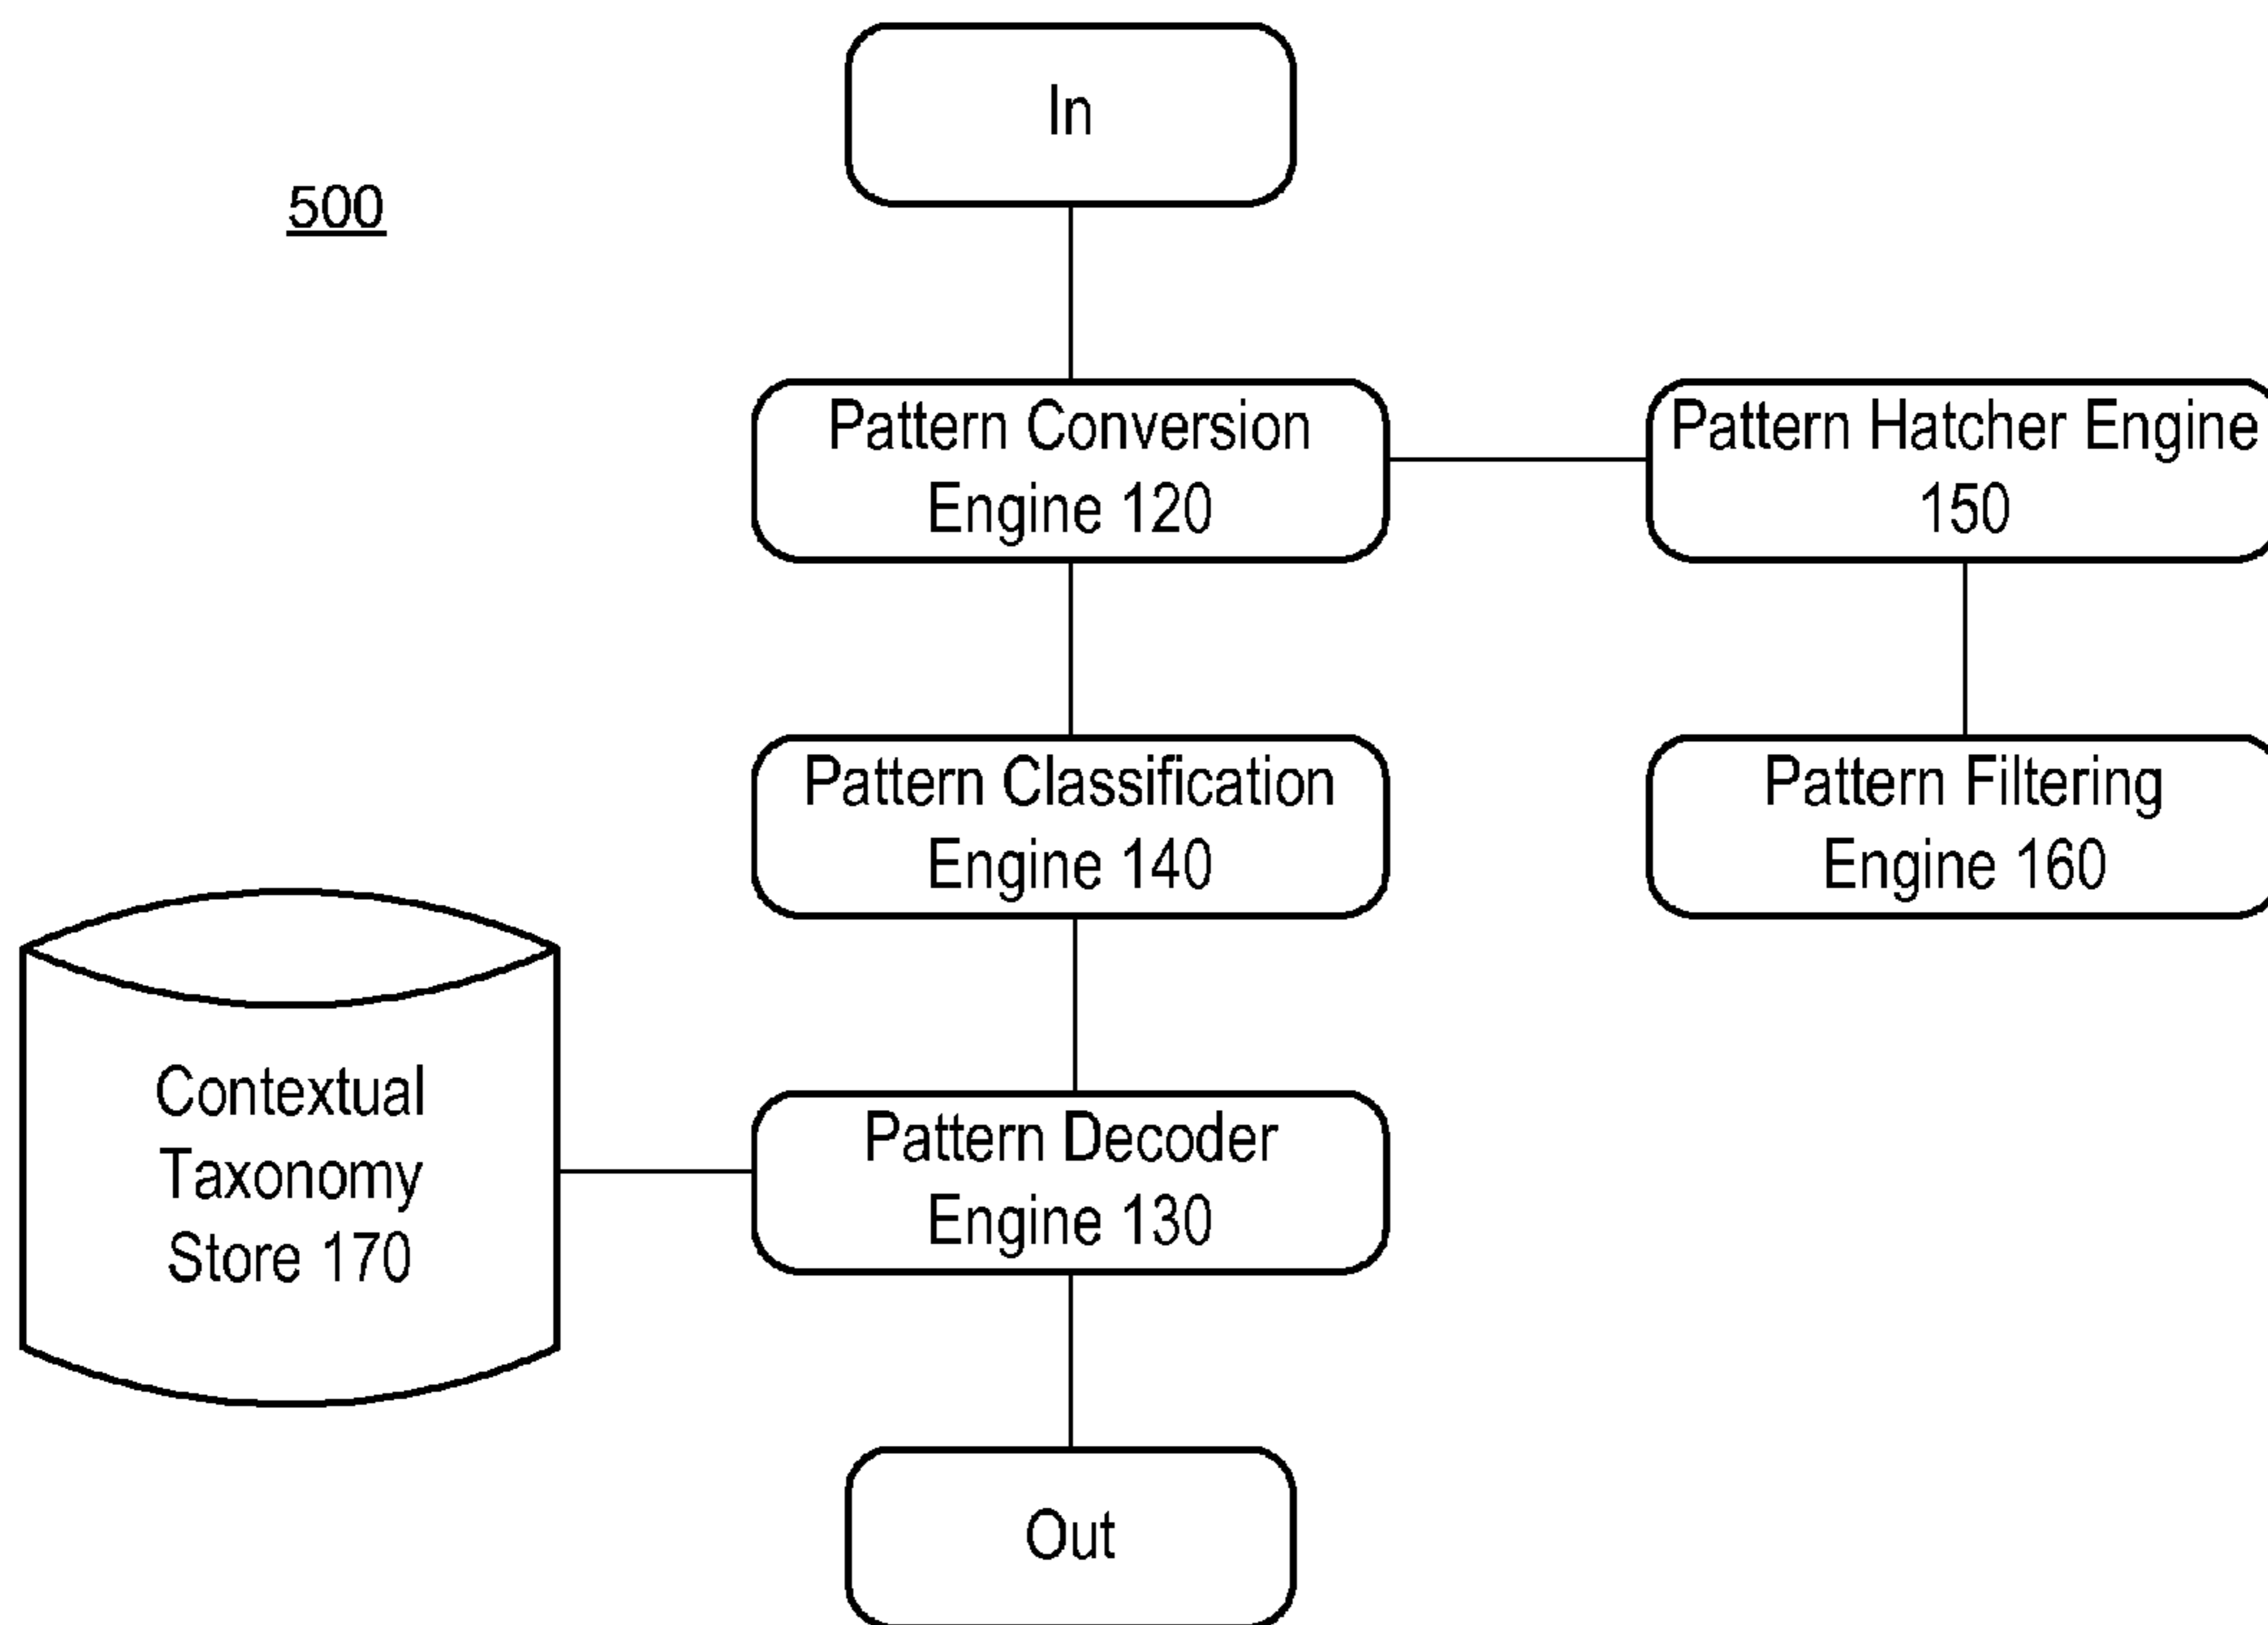 In
500
Pattern Conversion
Engine 120
Pattern Hatcher Engine
150
Pattern Classification
Engine 140
Pattern Filtering
Engine 160
Contextual
Taxonomy
Store 170
Pattern Decoder
Engine 130
Out